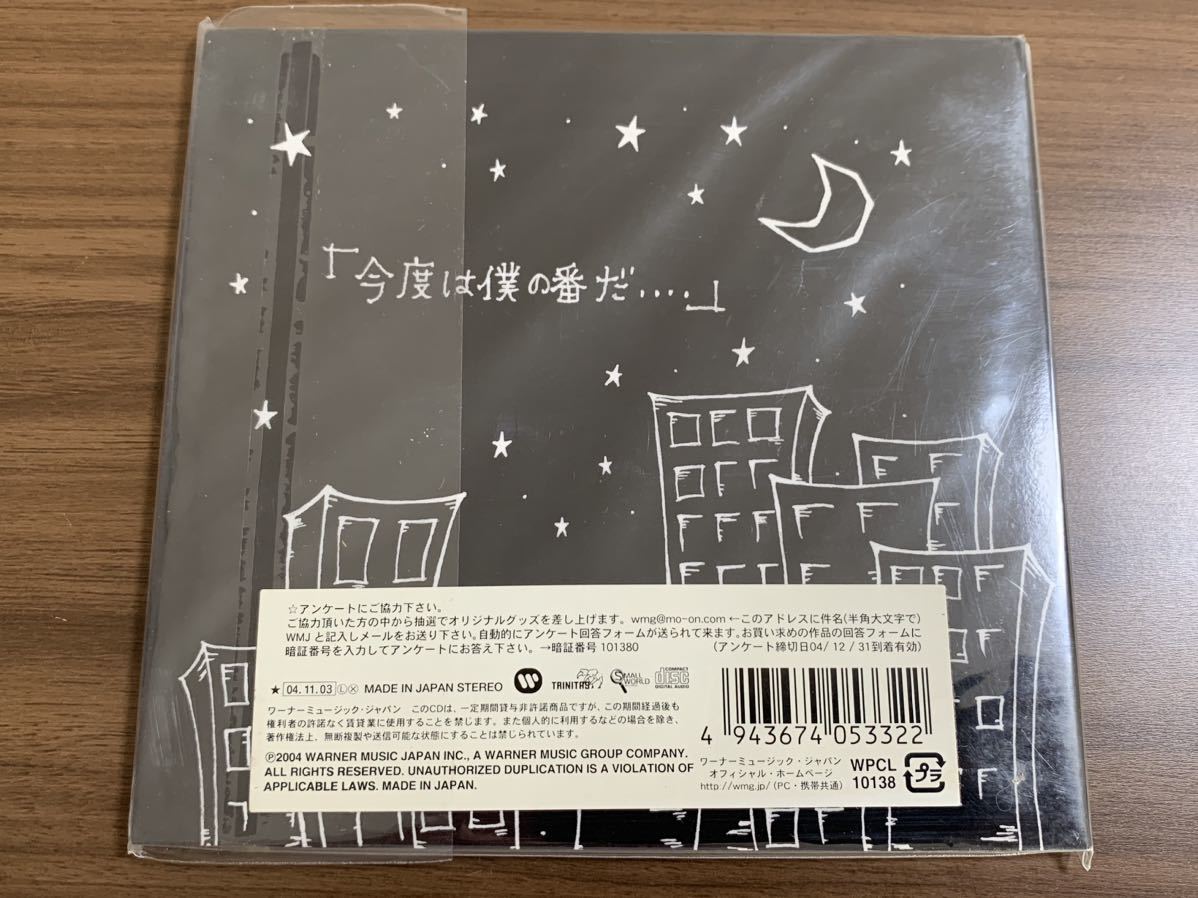 「今度は僕の番だ....」
☆アンケートにご協力下さい。
ご協力頂いた方の中から抽選でオリジナルグッズを差し上げます。wmg@mo-on.com ←このアドレスに件名(半角大文字で)
WMJ と記入しメールをお送り下さい。自動的にアンケート回答フォームが送られて来ます。お買い求めの作品の回答フォームに
暗証番号を入力してアンケートにお答え下さい。→暗証番号 101380 (アンケート締切日04/12/31到着有効)
★04.11.03ⓁⓍ MADE IN JAPAN STEREO TRINITY SMALL WORLD COMPACT disc DIGITAL AUDIO
ワーナーミュージック・ジャパン このCDは、一定期間貸与非許諾商品ですが、この期間経過後も
権利者の許諾なく賃貸業に使用することを禁じます。また個人的に利用するなどの場合を除き、
著作権法上、無断複製や送信可能な状態にすることは禁じられています。
Ⓟ2004 WARNER MUSIC JAPAN INC., A WARNER MUSIC GROUP COMPANY.
ALL RIGHTS RESERVED. UNAUTHORIZED DUPLICATION IS A VIOLATION OF
APPLICABLE LAWS. MADE IN JAPAN.
4 943674 053322
ワーナーミュージック・ジャパン
オフィシャル・ホームページ
http://wmg.jp/ (PC・携帯共通)
WPCL
10138
プラ